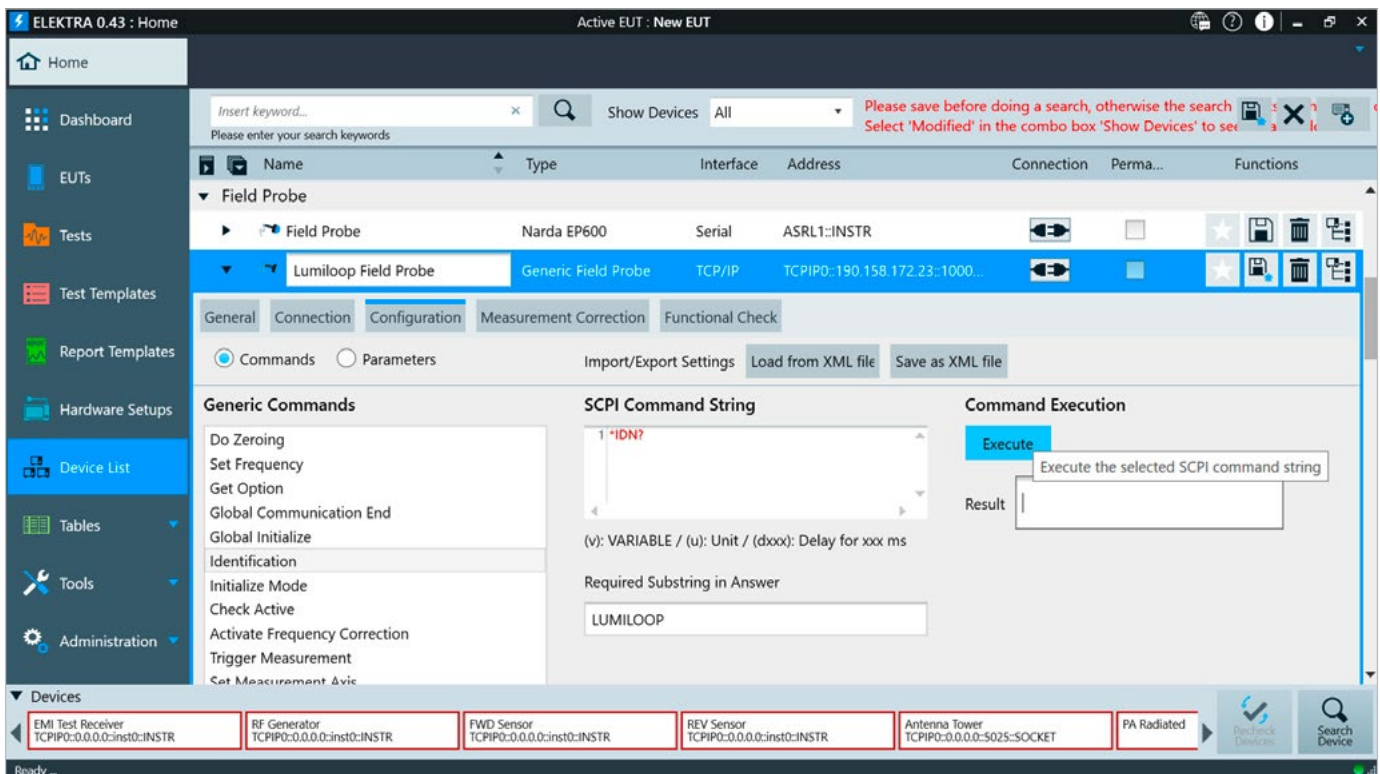 ELEKTRA 0.43 : Home
Active EUT : New EUT
Home
Insert keyword...
Please enter your search keywords
Show Devices All
Please save before doing a search, otherwise the search
Select 'Modified' in the combo box 'Show Devices' to
Dashboard
EUTs
Tests
Test Templates
Report Templates
Hardware Setups
Device List
Tables
Tools
Administration
Name Type Interface Address Connection Perma... Functions
Field Probe
Field Probe Narda EP600 Serial ASRL1::INSTR
Lumiloop Field Probe Generic Field Probe TCP/IP TCPIP0::190.158.172.23::1000...
General Connection Configuration Measurement Correction Functional Check
Commands Parameters Import/Export Settings Load from XML file Save as XML file
Generic Commands
Do Zeroing
Set Frequency
Get Option
Global Communication End
Global Initialize
Identification
Initialize Mode
Check Active
Activate Frequency Correction
Trigger Measurement
Set Measurement Axis
SCPI Command String
1 *IDN?
(v): VARIABLE / (u): Unit / (dxxx): Delay for xxx ms
Required Substring in Answer
LUMILOOP
Command Execution
Execute
Execute the selected SCPI command string
Result
Devices
EMI Test Receiver
TCPIP0::0.0.0.0::inst0::INSTR
RF Generator
TCPIP0::0.0.0.0::inst0::INSTR
FWD Sensor
TCPIP0::0.0.0.0::inst0::INSTR
REV Sensor
TCPIP0::0.0.0.0::inst0::INSTR
Antenna Tower
TCPIP0::0.0.0.0::5025::SOCKET
PA Radiated
Recheck
Devices
Search
Device
Ready ...